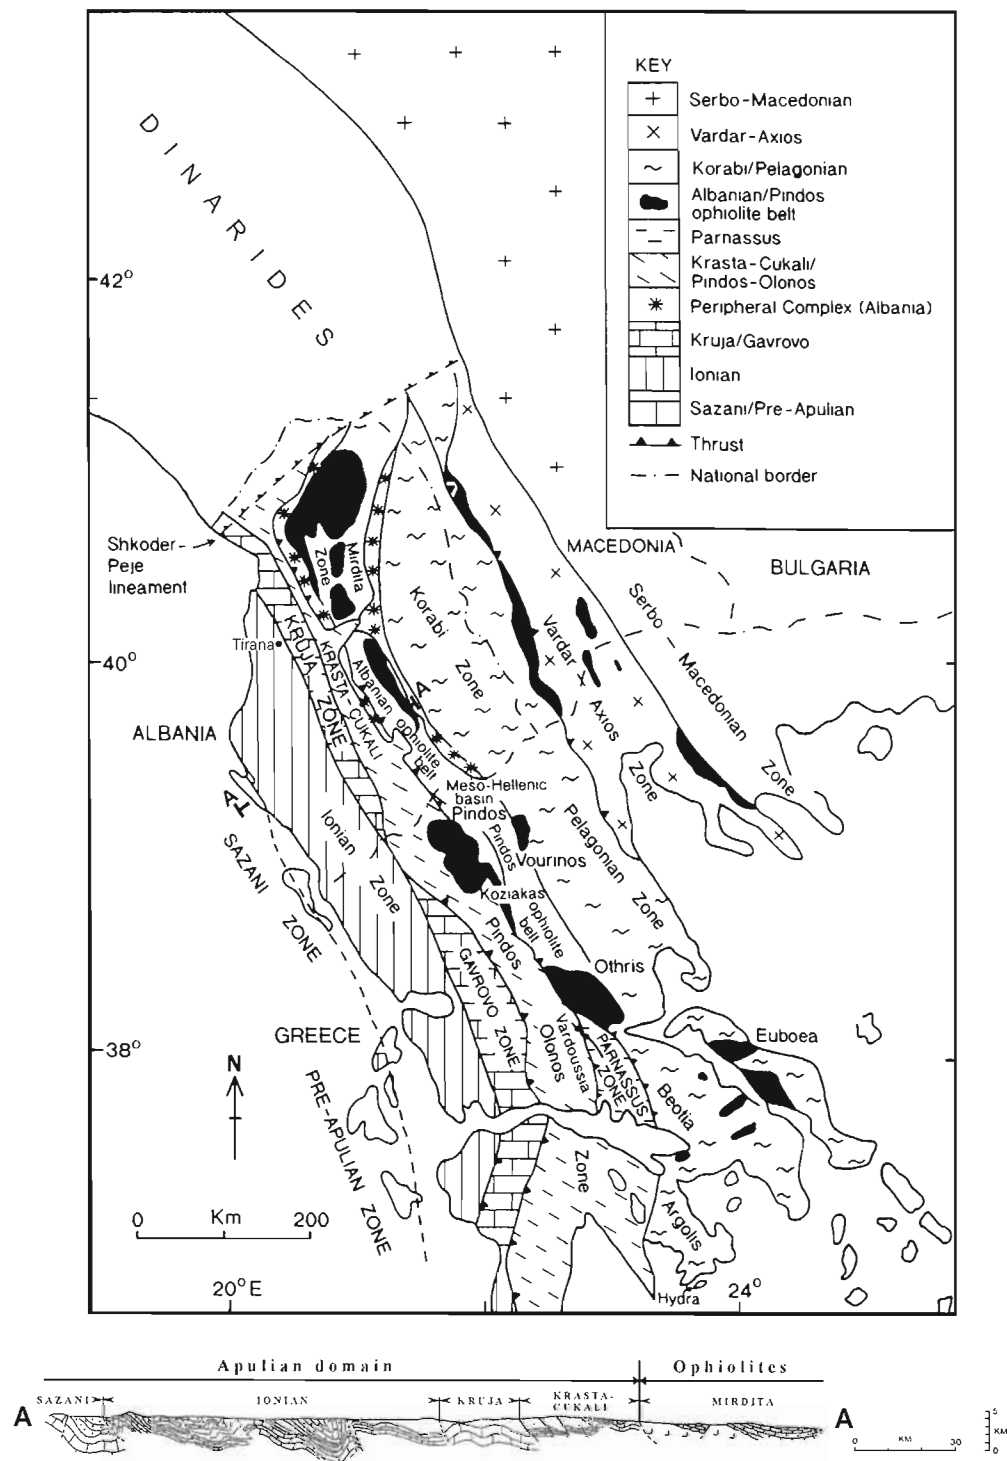 DINARIDES
KEY
Serbo-Macedonian
Vardar-Axios
Korabi/Pelagonian
Albanian/Pindos
ophiolite belt
Parnassus
Krasta-Cukali/
Pindos-Olonos
Peripheral Complex (Albania)
Kruja/Gavrovo
Ionian
Sazani/Pre-Apulian
Thrust
National border
42°
40°
38°
Shkoder-
Peje
lineament
Mirdita
Zone
Korabi
Zone
MACEDONIA
BULGARIA
Vardar
Axios
Zone
Serbo
Macedonian
Zone
Tirana
KRUJA
ZONE
KRASTA-CUKALI
Albanian ophiolite
belt
A
ALBANIA
A
SAZANI
ZONE
Ionian
Zone
Meso-Hellenic
basin
Pindos
Pindos
ophiolite
belt
Vourinos
Koziakas
Pelagonian
Zone
Pindos
Olonos
Zone
GAVROVO
ZONE
Othris
Vardoussia
PARNASSUS
ZONE
Beotia
Euboea
GREECE
PRE-APULIAN ZONE
Argolis
Hydra
N
0 Km 200
20°E
24°
Apulian domain Ophiolites
SAZANI IONIAN KRUJA KRASTA-
CUKALI MIRDITA
A A
5
KM
0
0 KM 30